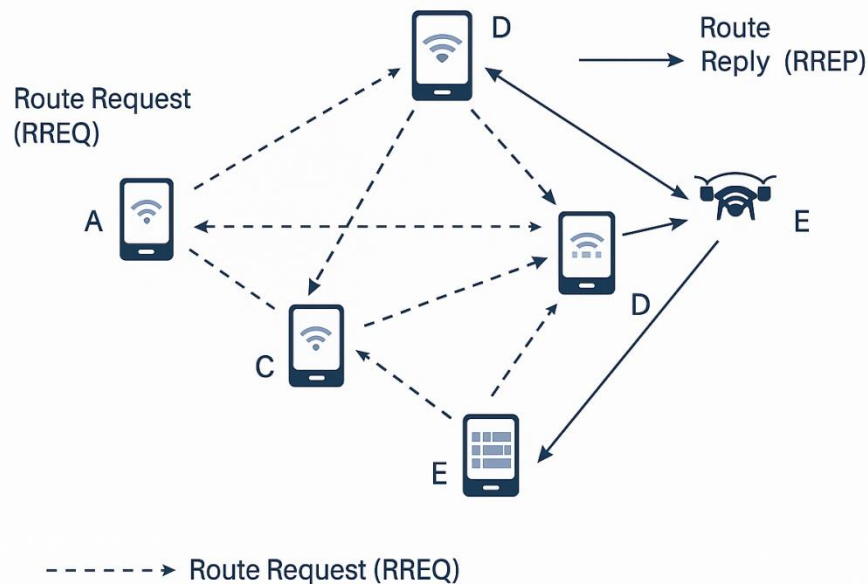 D
Route
Reply (RREP)
Route Request
(RREQ)
A
E
D
C
E
Route Request (RREQ)